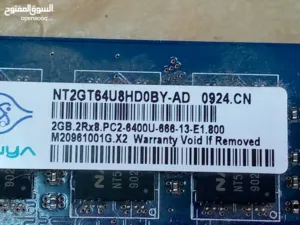 السوق المفتوح
NT2GT64U8HD0BY-AD 0924.CN
2GB.2Rx8.PC2-6400U-666-13-E1.800
M20961001G.X2 Warranty Void If Removed